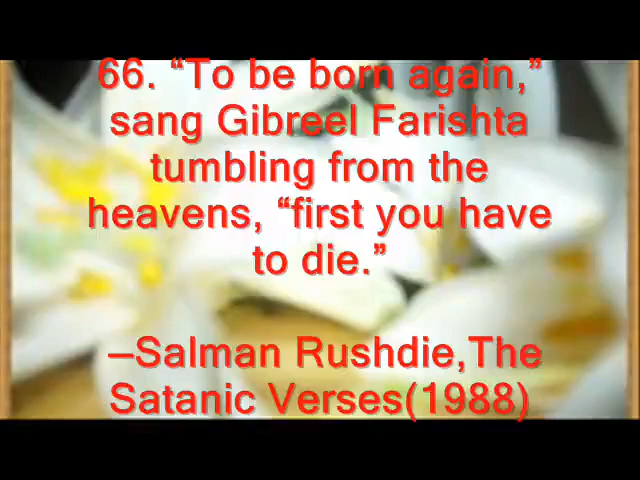 66. “To be born again,”
sang Gibreel Farishta
tumbling from the
heavens, “first you have
to die.”
—Salman Rushdie,The
Satanic Verses(1988)